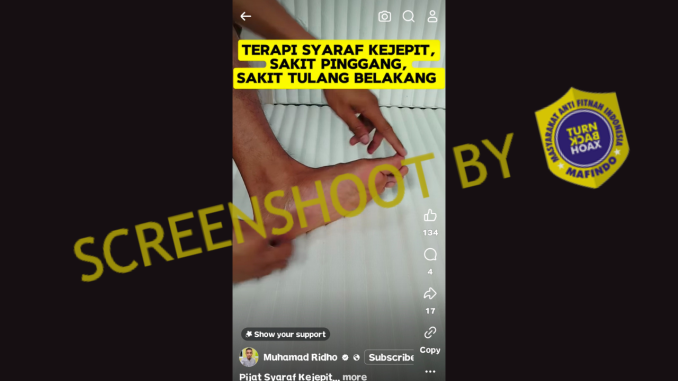 TERAPI SYARAF KEJEPIT,
SAKIT PINGGANG,
SAKIT TULANG BELAKANG
SCREENSHOOT BY
MASYARAKAT ANTI FITNAH INDONESIA
TURN
BACK
HOAX
MAFINDO
134
4
17
Copy
Show your support
Muhamad Ridho
Subscribe
Pijat Syaraf Kejepit... more